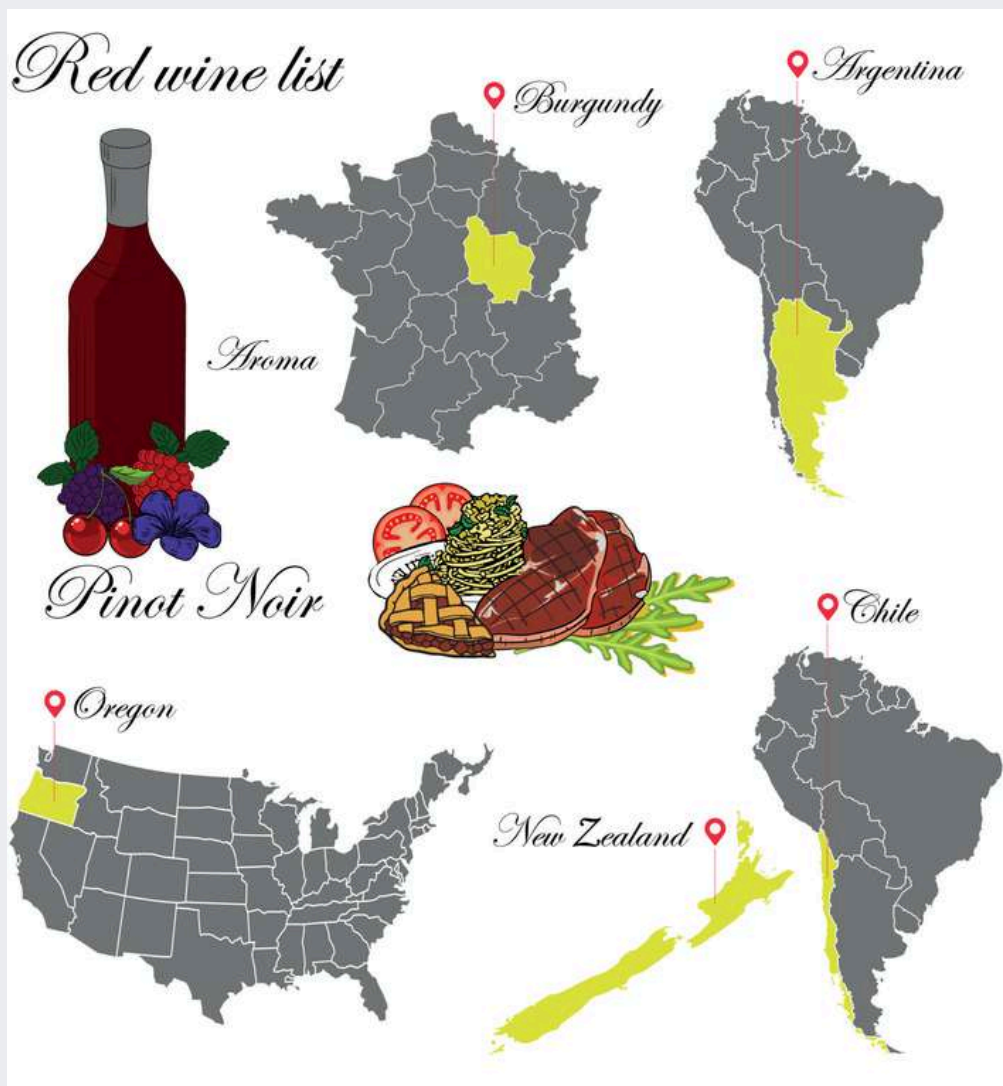 Red wine list
Burgundy
Argentina
Aroma
Pinot Noir
Chile
Oregon
New Zealand